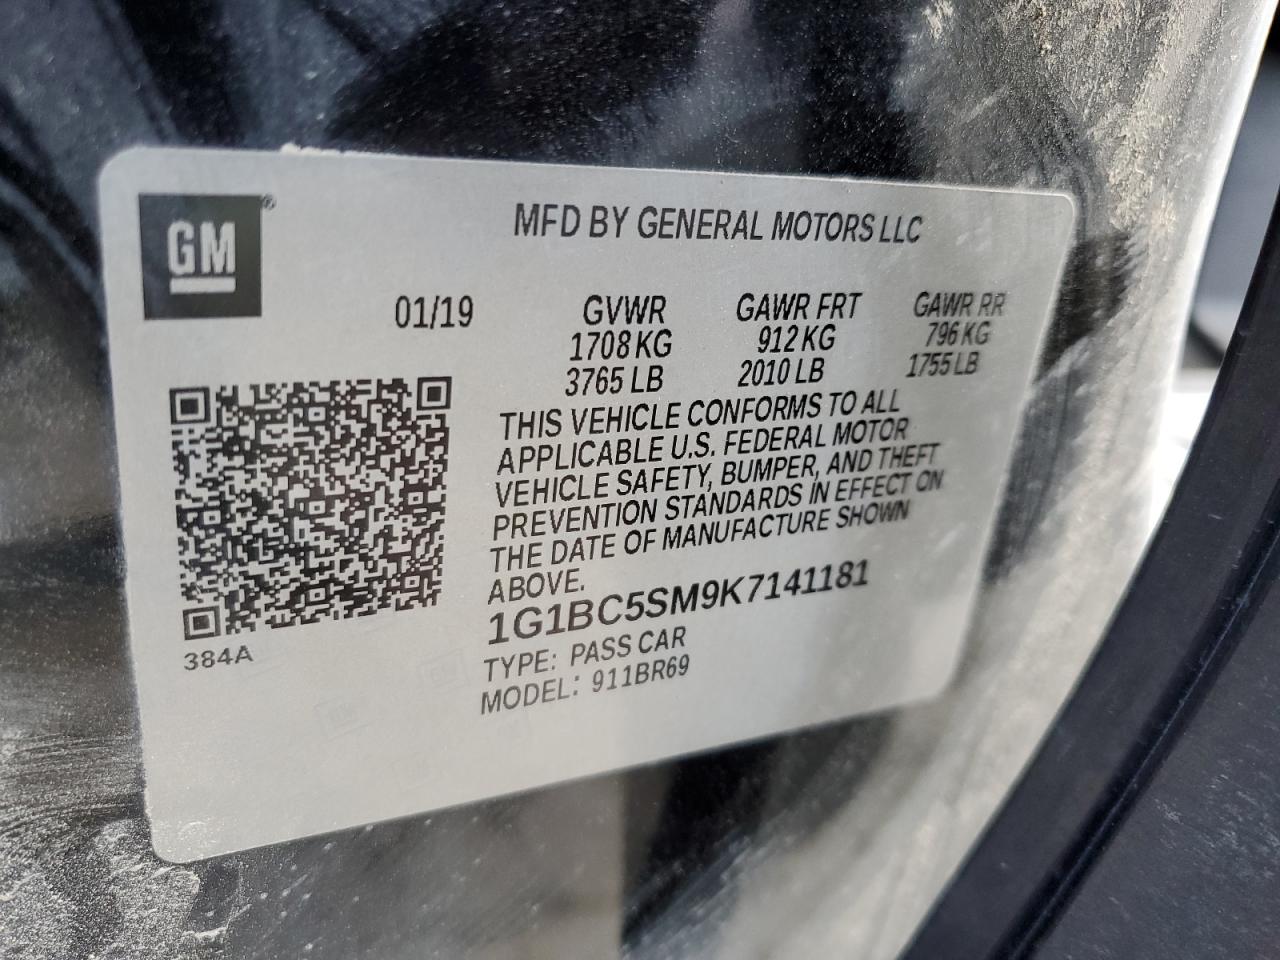 GM®
MFD BY GENERAL MOTORS LLC
01/19
GVWR GAWR FRT GAWR RR
1708 KG 912 KG 796 KG
3765 LB 2010 LB 1755 LB
THIS VEHICLE CONFORMS TO ALL
APPLICABLE U.S. FEDERAL MOTOR
VEHICLE SAFETY, BUMPER, AND THEFT
PREVENTION STANDARDS IN EFFECT ON
THE DATE OF MANUFACTURE SHOWN
ABOVE.
1G1BC5SM9K7141181
384A
TYPE: PASS CAR
MODEL: 911BR69